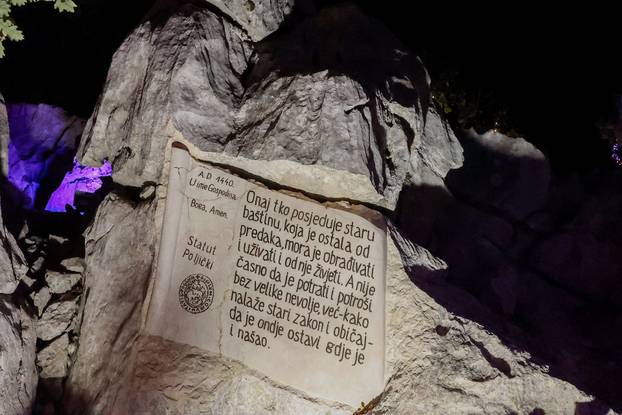 A.D. 1440.
U ime Gospodina
Boga, Amen.
Statut
Poljički
Onaj tko posjeduje staru
baštinu, koja je ostala od
predaka, mora je obrađivati
i uživati i od nje živjeti. A nije
časno da je potrati i potroši
bez velike nevolje, već-kako
nalaže stari zakon i običaj-
da je ondje ostavi gdje je
i našao.